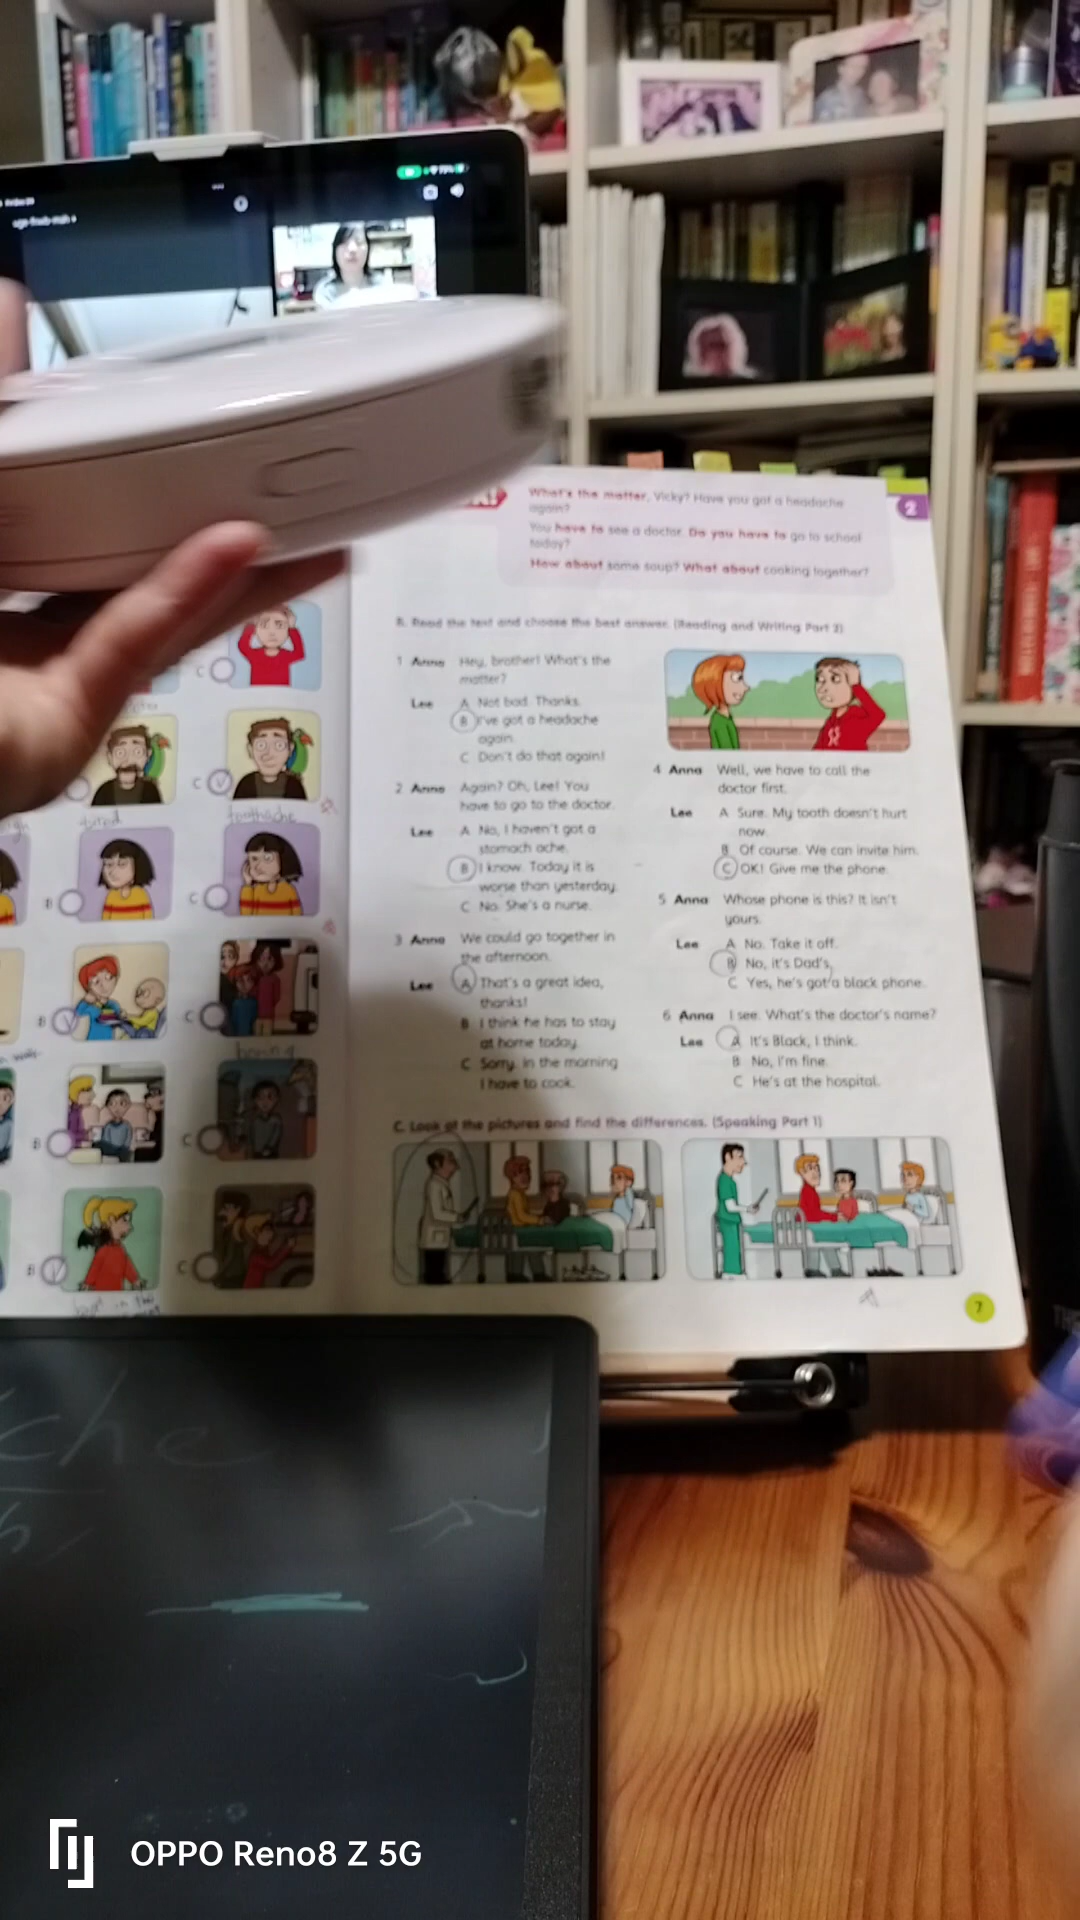 What's the matter, Vicky? Have you got a headache
again?
You have to see a doctor. Do you have to go to school
today?
How about some soup? What about cooking together?
2
B. Read the text and choose the best answer. (Reading and Writing Part 2)
1 Anna Hey, brother! What's the
matter?
Lee A Not bad. Thanks.
B I've got a headache
again.
C Don't do that again!
2 Anna Again? Oh, Lee! You
have to go to the doctor.
Lee A No, I haven't got a
stomach ache.
B I know. Today it is
worse than yesterday.
C No. She's a nurse.
3 Anna We could go together in
the afternoon.
Lee A That's a great idea,
thanks!
B I think he has to stay
at home today.
C Sorry, in the morning
I have to cook.
4 Anna Well, we have to call the
doctor first.
Lee A Sure. My tooth doesn't hurt
now.
B Of course. We can invite him.
C OK! Give me the phone.
5 Anna Whose phone is this? It isn't
yours.
Lee A No. Take it off.
B No, it's Dad's.
C Yes, he's got a black phone.
6 Anna I see. What's the doctor's name?
Lee A It's Black, I think.
B No, I'm fine.
C He's at the hospital.
C. Look at the pictures and find the differences. (Speaking Part 1)
7
C
C
tired
toothache
B
C
B
C
boring
B
C
B
C
che
OPPO Reno8 Z 5G